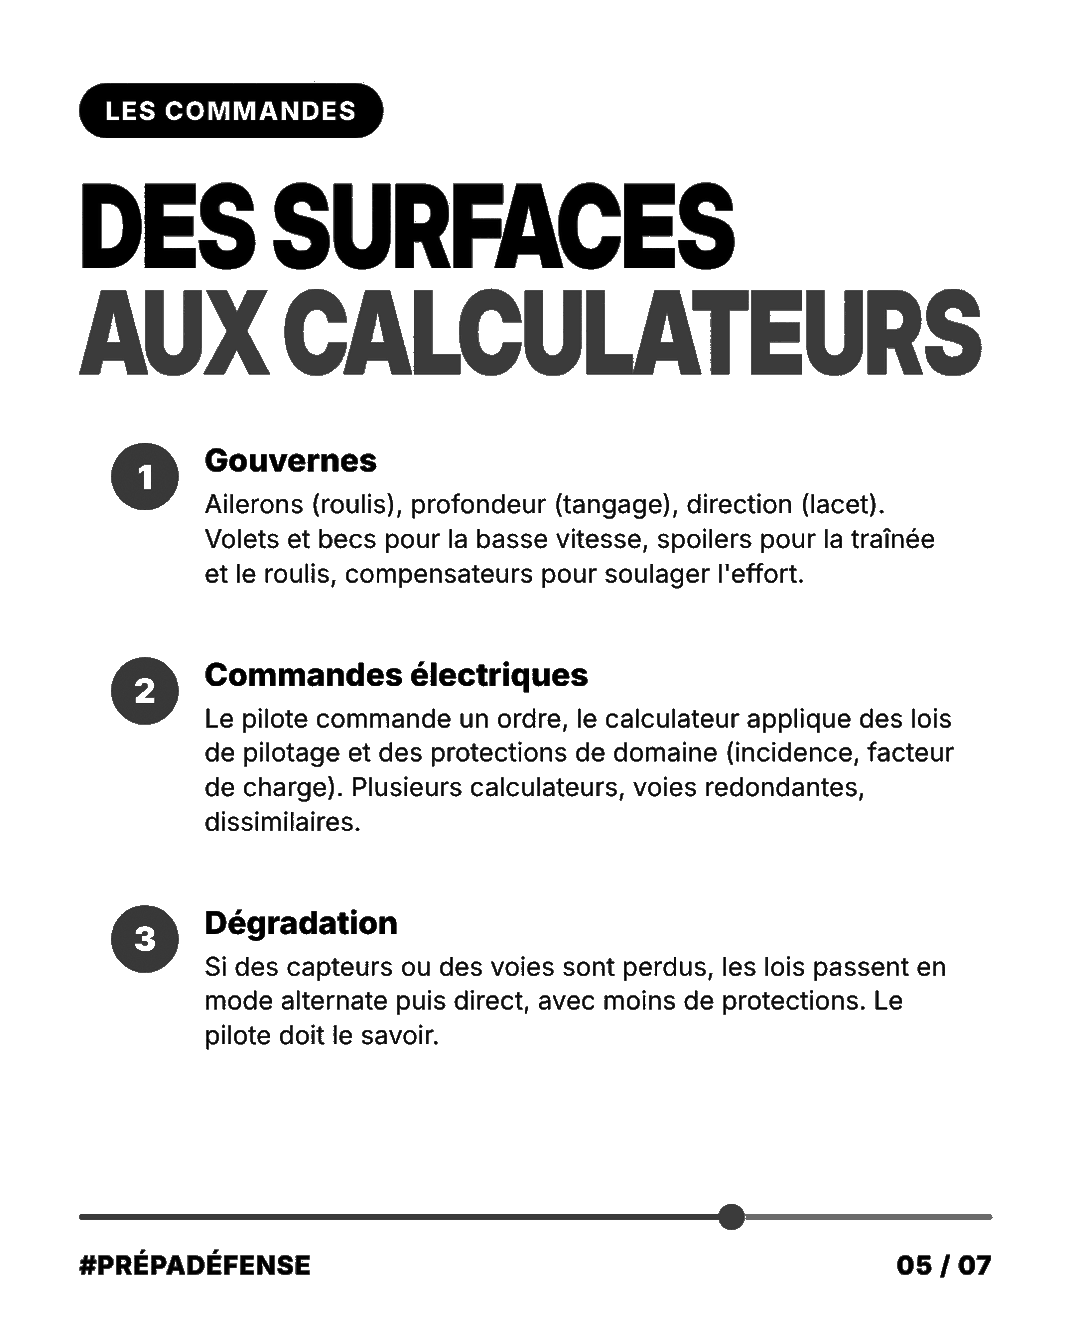 LES COMMANDES
DES SURFACES
AUX CALCULATEURS
1
Gouvernes
Ailerons (roulis), profondeur (tangage), direction (lacet).
Volets et becs pour la basse vitesse, spoilers pour la traînée
et le roulis, compensateurs pour soulager l'effort.
2
Commandes électriques
Le pilote commande un ordre, le calculateur applique des lois
de pilotage et des protections de domaine (incidence, facteur
de charge). Plusieurs calculateurs, voies redondantes,
dissimilaires.
3
Dégradation
Si des capteurs ou des voies sont perdus, les lois passent en
mode alternate puis direct, avec moins de protections. Le
pilote doit le savoir.
#PRÉPADÉFENSE
05 / 07